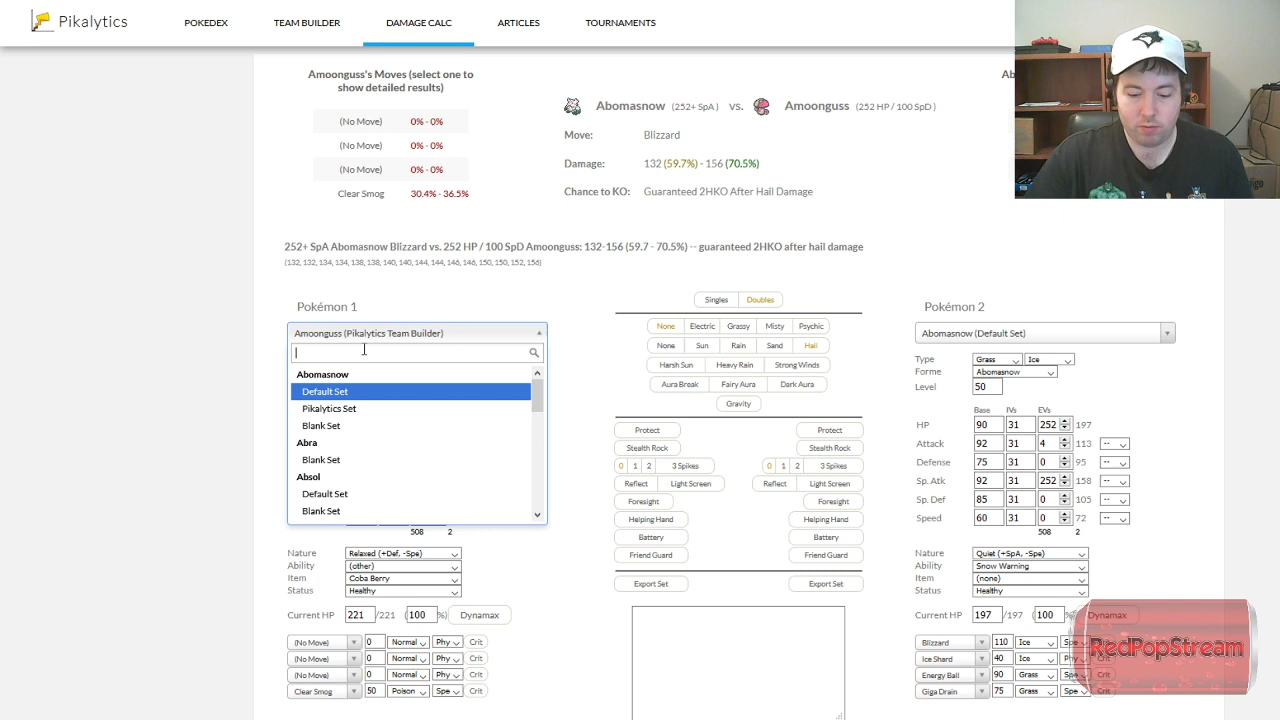 Pikalytics POKEDEX TEAM BUILDER DAMAGE CALC ARTICLES TOURNAMENTS
Amoonguss's Moves (select one to
show detailed results)
(No Move) 0% - 0%
(No Move) 0% - 0%
(No Move) 0% - 0%
Clear Smog 30.4% - 36.5%
Abomasnow (252+ SpA ) VS. Amoonguss (252 HP / 100 SpD )
Move: Blizzard
Damage: 132 (59.7%) - 156 (70.5%)
Chance to KO: Guaranteed 2HKO After Hail Damage
Ab
252+ SpA Abomasnow Blizzard vs. 252 HP / 100 SpD Amoonguss: 132-156 (59.7 - 70.5%) -- guaranteed 2HKO after hail damage
(132, 132, 134, 134, 138, 138, 140, 140, 144, 144, 146, 146, 150, 150, 152, 156)
Pokémon 1
Amoonguss (Pikalytics Team Builder)
Abomasnow
Default Set
Pikalytics Set
Blank Set
Abra
Blank Set
Absol
Default Set
Blank Set
508 2
Nature Relaxed (+Def, -Spe)
Ability (other)
Item Coba Berry
Status Healthy
Current HP 221 /221 (100 %) Dynamax
(No Move) 0 Normal Phy Crit
(No Move) 0 Normal Phy Crit
(No Move) 0 Normal Phy Crit
Clear Smog 50 Poison Spe Crit
Singles Doubles
None Electric Grassy Misty Psychic
None Sun Rain Sand Hail
Harsh Sun Heavy Rain Strong Winds
Aura Break Fairy Aura Dark Aura
Gravity
Protect Protect
Stealth Rock Stealth Rock
0 1 2 3 Spikes 0 1 2 3 Spikes
Reflect Light Screen Reflect Light Screen
Foresight Foresight
Helping Hand Helping Hand
Battery Battery
Friend Guard Friend Guard
Export Set Export Set
Pokémon 2
Abomasnow (Default Set)
Type Grass Ice
Forme Abomasnow
Level 50
Base IVs EVs
HP 90 31 252 197
Attack 92 31 4 113 --
Defense 75 31 0 95 --
Sp. Atk 92 31 252 158 --
Sp. Def 85 31 0 105 --
Speed 60 31 0 72 --
508 2
Nature Quiet (+SpA, -Spe)
Ability Snow Warning
Item (none)
Status Healthy
Current HP 197 /197 (100 %) Dynamax
Blizzard 110 Ice Spe Crit
Ice Shard 40 Ice Phy Crit
Energy Ball 90 Grass Spe Crit
Giga Drain 75 Grass Spe Crit
RedPopStream